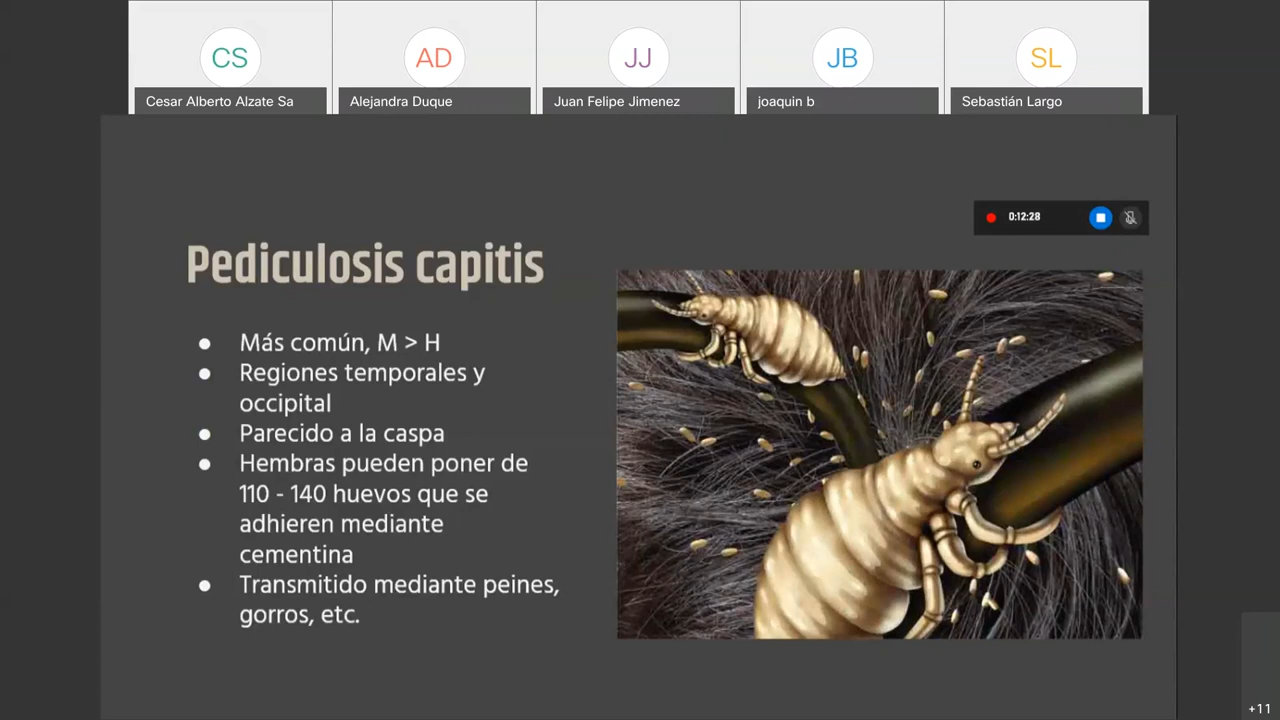 CS
AD
JJ
JB
SL
Cesar Alberto Alzate Sa
Alejandra Duque
Juan Felipe Jimenez
joaquin b
Sebastián Largo
0:12:28
Pediculosis capitis
● Más común, M > H
● Regiones temporales y
occipital
● Parecido a la caspa
● Hembras pueden poner de
110 - 140 huevos que se
adhieren mediante
cementina
● Transmitido mediante peines,
gorros, etc.
+11